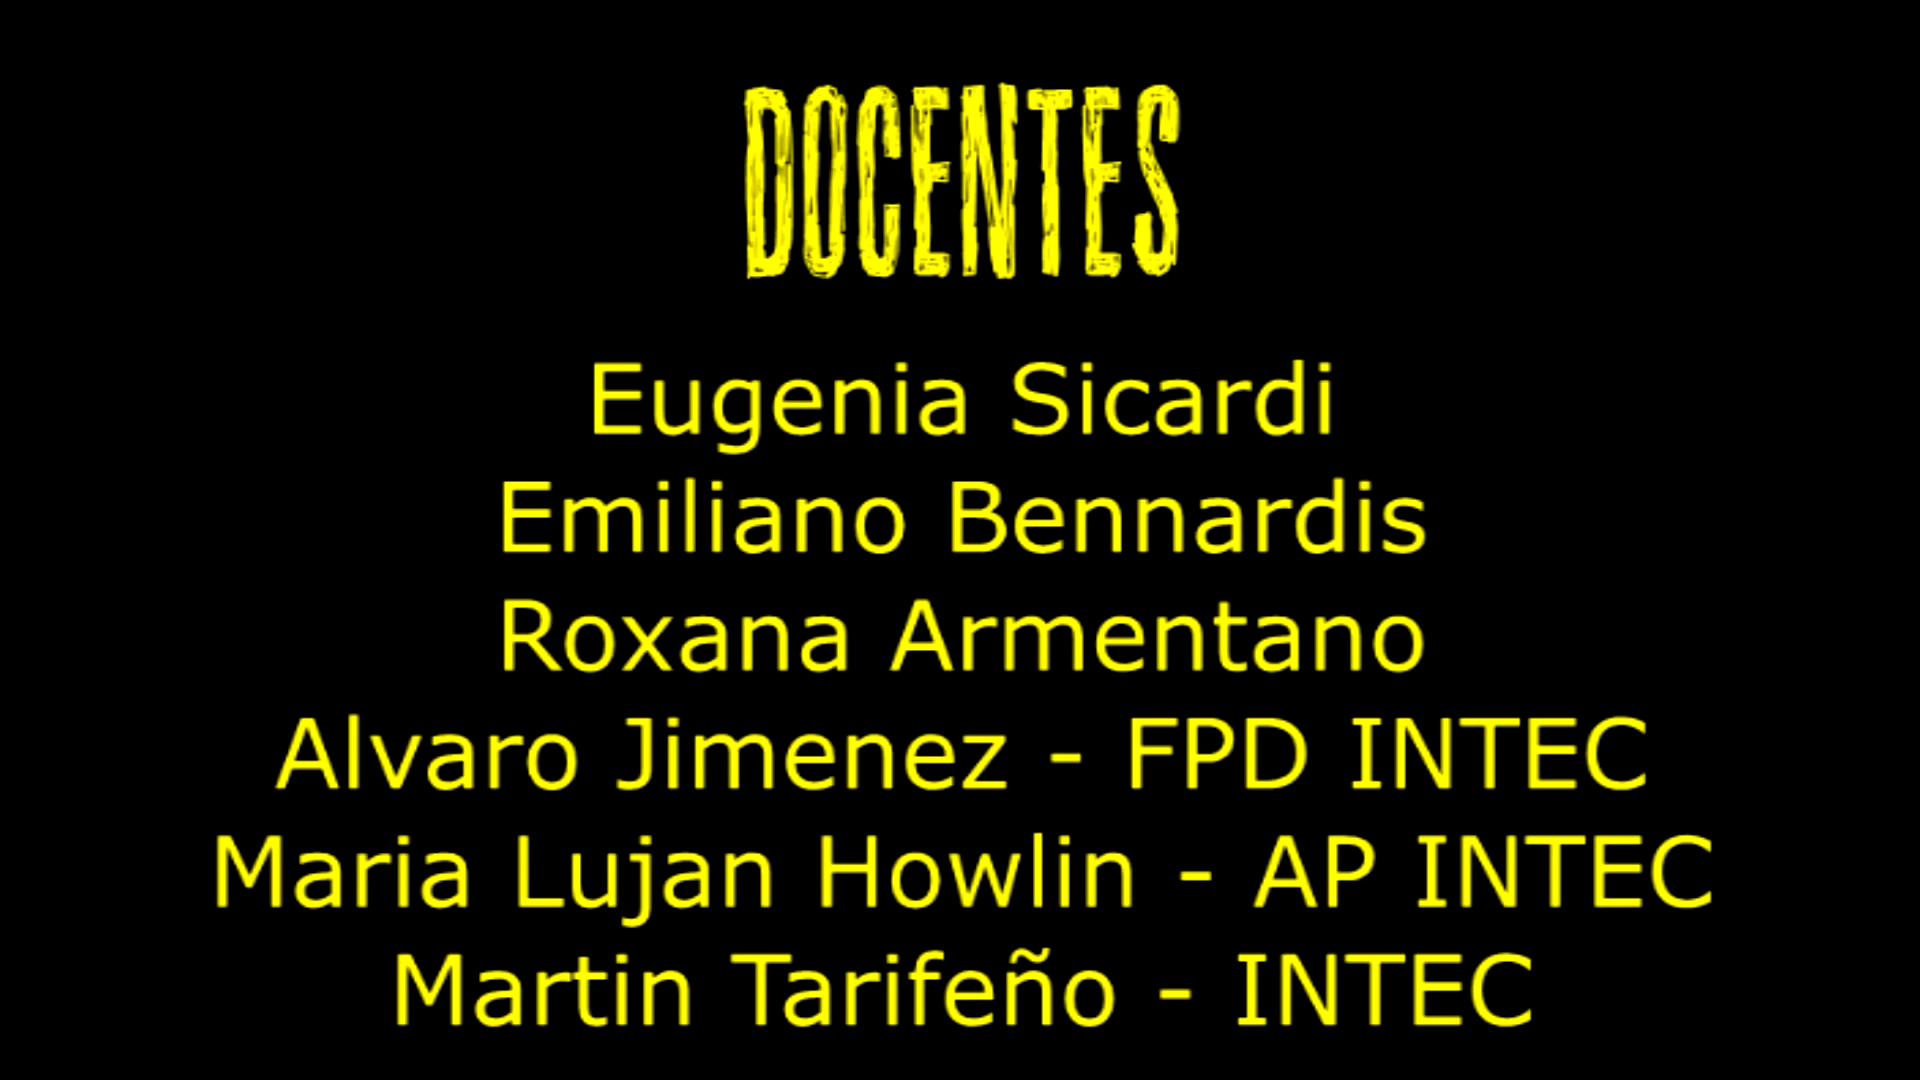 DOCENTES
Eugenia Sicardi
Emiliano Bennardis
Roxana Armentano
Alvaro Jimenez - FPD INTEC
Maria Lujan Howlin - AP INTEC
Martin Tarifeño - INTEC